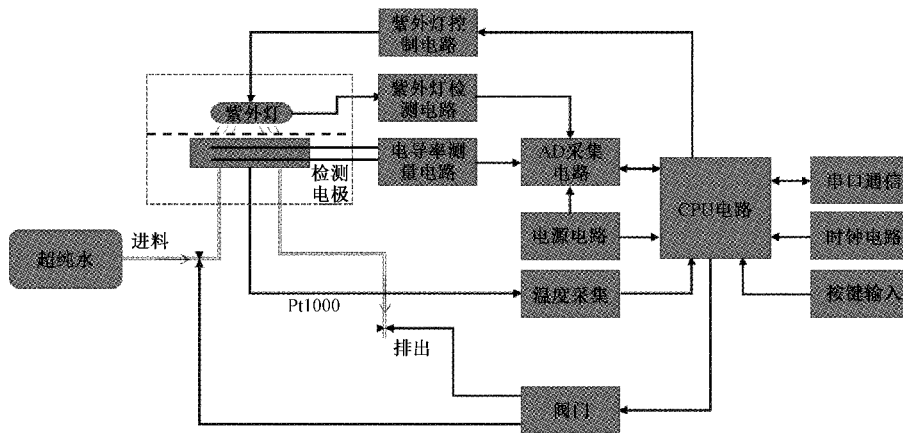 紫外灯控
制电路
紫外灯
紫外灯检
测电路
检测
电极
电导率测
量电路
AD采集
电路
CPU电路
串口通信
进料
超纯水
电源电路
时钟电路
Pt1000
温度采集
按键输入
排出
阀门